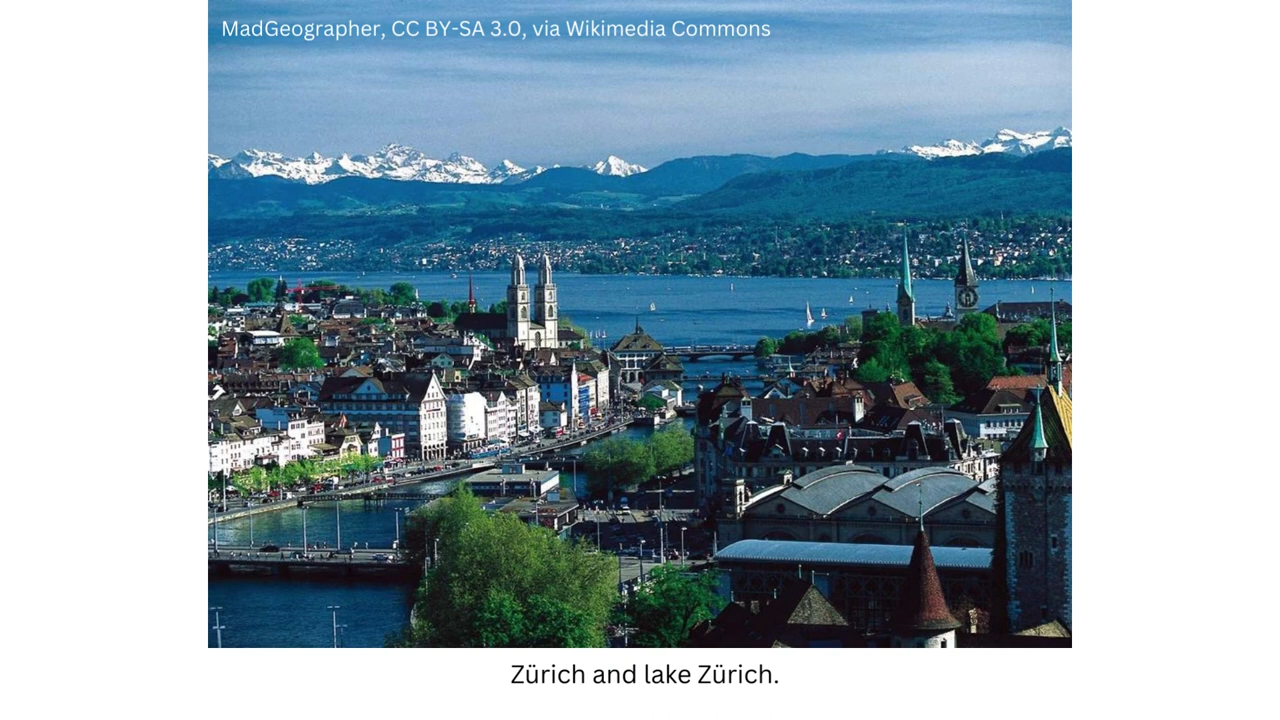 MadGeographer, CC BY-SA 3.0, via Wikimedia Commons
Zürich and lake Zürich.